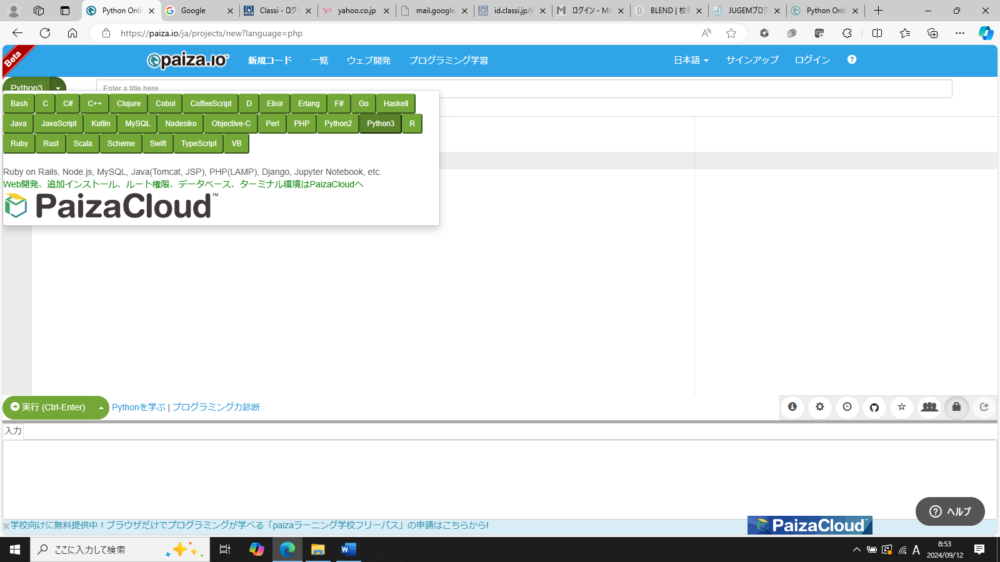 Python Onli
Google
Classi - ログ
yahoo.co.jp
mail.google.
id.classi.jp/lo
ログイン - MI
BLEND | 校
JUGEMブログ
Python Onli
https://paiza.io/ja/projects/new?language=php
Beta
paiza.io™
新規コード
一覧
ウェブ開発
プログラミング学習
日本語
サインアップ
ログイン
Python3
Enter a title here
Bash C C# C++ Clojure Cobol CoffeeScript D Elixir Erlang F# Go Haskell
Java JavaScript Kotlin MySQL Nadesiko Objective-C Perl PHP Python2 Python3 R
Ruby Rust Scala Scheme Swift TypeScript VB
Ruby on Rails, Node.js, MySQL, Java(Tomcat, JSP), PHP(LAMP), Django, Jupyter Notebook, etc.
Web開発、追加インストール、ルート権限、データベース、ターミナル環境はPaizaCloudへ
PaizaCloud™
実行 (Ctrl-Enter)
Pythonを学ぶ | プログラミング力診断
入力
ヘルプ
×学校向けに無料提供中！ブラウザだけでプログラミングが学べる「paizaラーニング学校フリーパス」の申請はこちらから!
PaizaCloud™
ここに入力して検索
A
8:53
2024/09/12